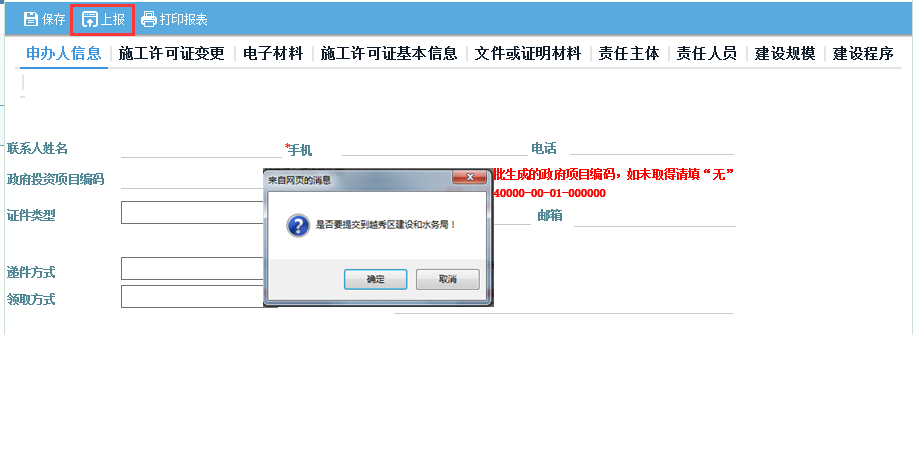 保存 上报 打印报表
申办人信息 施工许可证变更 电子材料 施工许可证基本信息 文件或证明材料 责任主体 责任人员 建设规模 建设程序
联系人姓名 *手机 电话
政府投资项目编码 批生成的政府项目编码，如未取得请填“无”
40000-00-01-000000
来自网页的消息
是否要提交到越秀区建设和水务局！
确定 取消
证件类型 邮箱
递件方式
领取方式